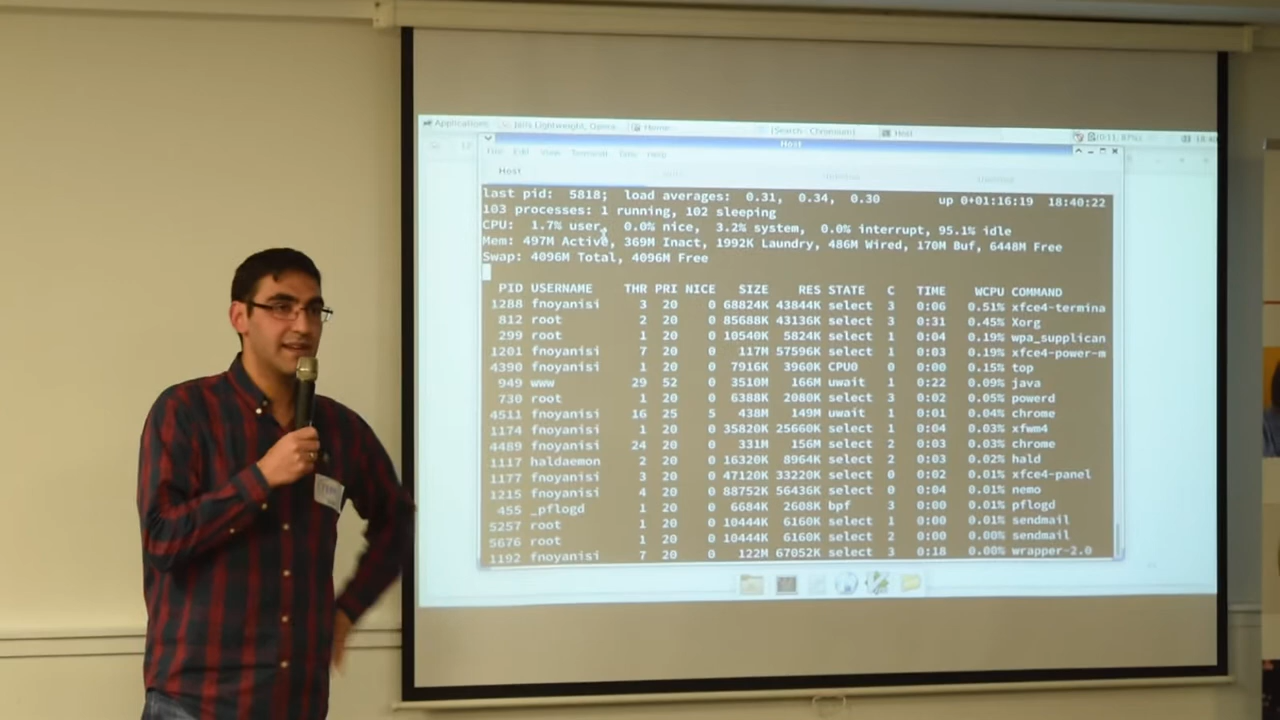 Applications Jails Lightweight, Opera... Home [Search - Chromium] Host
Host
File Edit View Terminal Tabs Help
Host
last pid: 5818; load averages: 0.31, 0.34, 0.30 up 0+01:16:19 18:40:22
103 processes: 1 running, 102 sleeping
CPU: 1.7% user, 0.0% nice, 3.2% system, 0.0% interrupt, 95.1% idle
Mem: 497M Active, 369M Inact, 1992K Laundry, 486M Wired, 170M Buf, 6448M Free
Swap: 4096M Total, 4096M Free
PID USERNAME THR PRI NICE SIZE RES STATE C TIME WCPU COMMAND
1288 fnoyanisi 3 20 0 68824K 43844K select 3 0:06 0.51% xfce4-termina
812 root 2 20 0 85688K 43136K select 3 0:31 0.45% Xorg
299 root 1 20 0 10540K 5824K select 1 0:04 0.19% wpa_supplican
1201 fnoyanisi 7 20 0 117M 57596K select 1 0:03 0.19% xfce4-power-m
4390 fnoyanisi 1 20 0 7916K 3960K CPU0 0 0:00 0.15% top
949 www 29 52 0 3510M 166M uwait 1 0:22 0.09% java
730 root 1 20 0 6388K 2080K select 3 0:02 0.05% powerd
4511 fnoyanisi 16 25 5 438M 149M uwait 1 0:01 0.04% chrome
1174 fnoyanisi 1 20 0 35820K 25660K select 1 0:04 0.03% xfwm4
4489 fnoyanisi 24 20 0 331M 156M select 2 0:03 0.03% chrome
1117 haldaemon 2 20 0 16320K 8964K select 2 0:03 0.02% hald
1177 fnoyanisi 3 20 0 47120K 33220K select 0 0:02 0.01% xfce4-panel
1215 fnoyanisi 4 20 0 88752K 56436K select 0 0:04 0.01% nemo
455 _pflogd 1 20 0 6684K 2608K bpf 3 0:00 0.01% pflogd
5257 root 1 20 0 10444K 6160K select 1 0:00 0.01% sendmail
5676 root 1 20 0 10444K 6160K select 2 0:00 0.00% sendmail
1192 fnoyanisi 7 20 0 122M 67052K select 3 0:18 0.00% wrapper-2.0